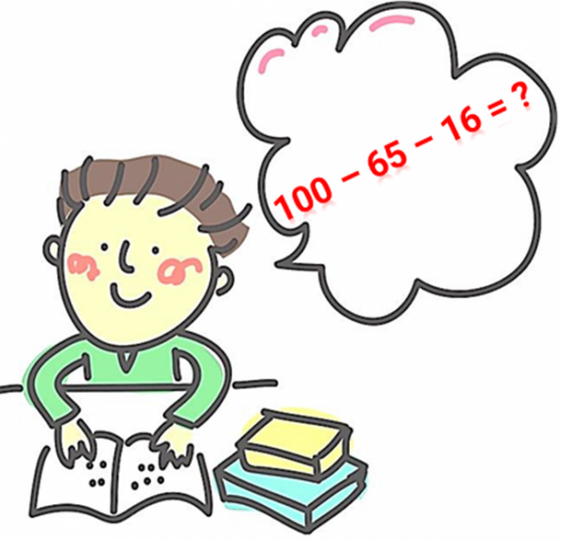 100 – 65 – 16 = ?